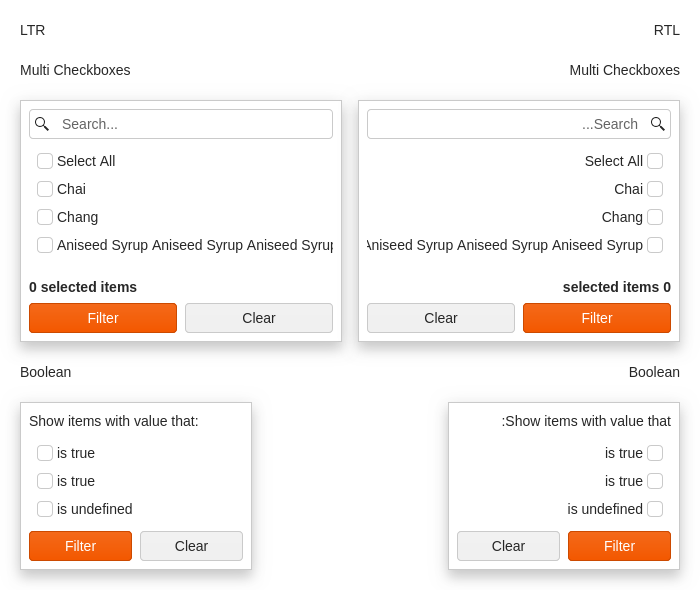 LTR
RTL
Multi Checkboxes
Multi Checkboxes
Search...
Select All
Chai
Chang
Aniseed Syrup Aniseed Syrup Aniseed Syrup
0 selected items
Filter
Clear
...Search
Select All
Chai
Chang
Aniseed Syrup Aniseed Syrup Aniseed Syrup
selected items 0
Clear
Filter
Boolean
Boolean
Show items with value that:
is true
is true
is undefined
Filter
Clear
:Show items with value that
is true
is true
is undefined
Clear
Filter